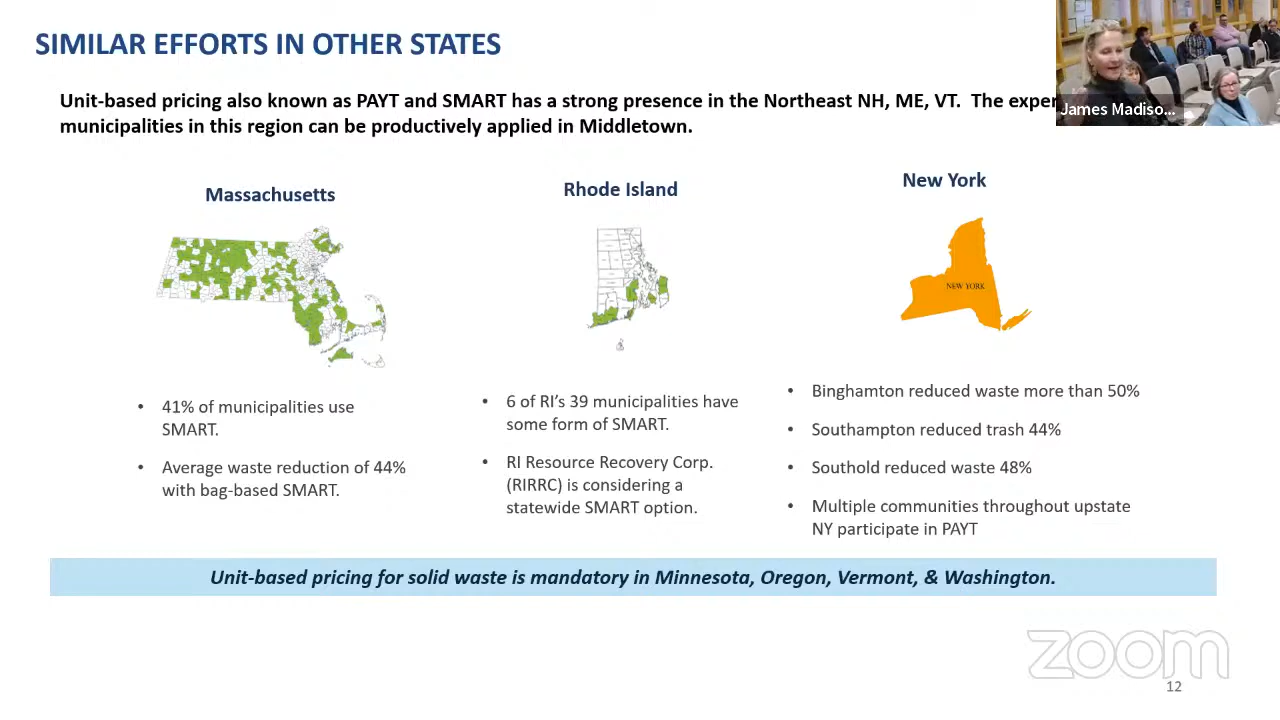 SIMILAR EFFORTS IN OTHER STATES
Unit-based pricing also known as PAYT and SMART has a strong presence in the Northeast NH, ME, VT. The
municipalities in this region can be productively applied in Middletown.
James Madiso...
Massachusetts
Rhode Island
New York
NEW YORK
• 41% of municipalities use
SMART.
• Average waste reduction of 44%
with bag-based SMART.
• 6 of RI's 39 municipalities have
some form of SMART.
• RI Resource Recovery Corp.
(RIRRC) is considering a
statewide SMART option.
• Binghamton reduced waste more than 50%
• Southampton reduced trash 44%
• Southold reduced waste 48%
• Multiple communities throughout upstate
NY participate in PAYT
Unit-based pricing for solid waste is mandatory in Minnesota, Oregon, Vermont, & Washington.
zoom
12